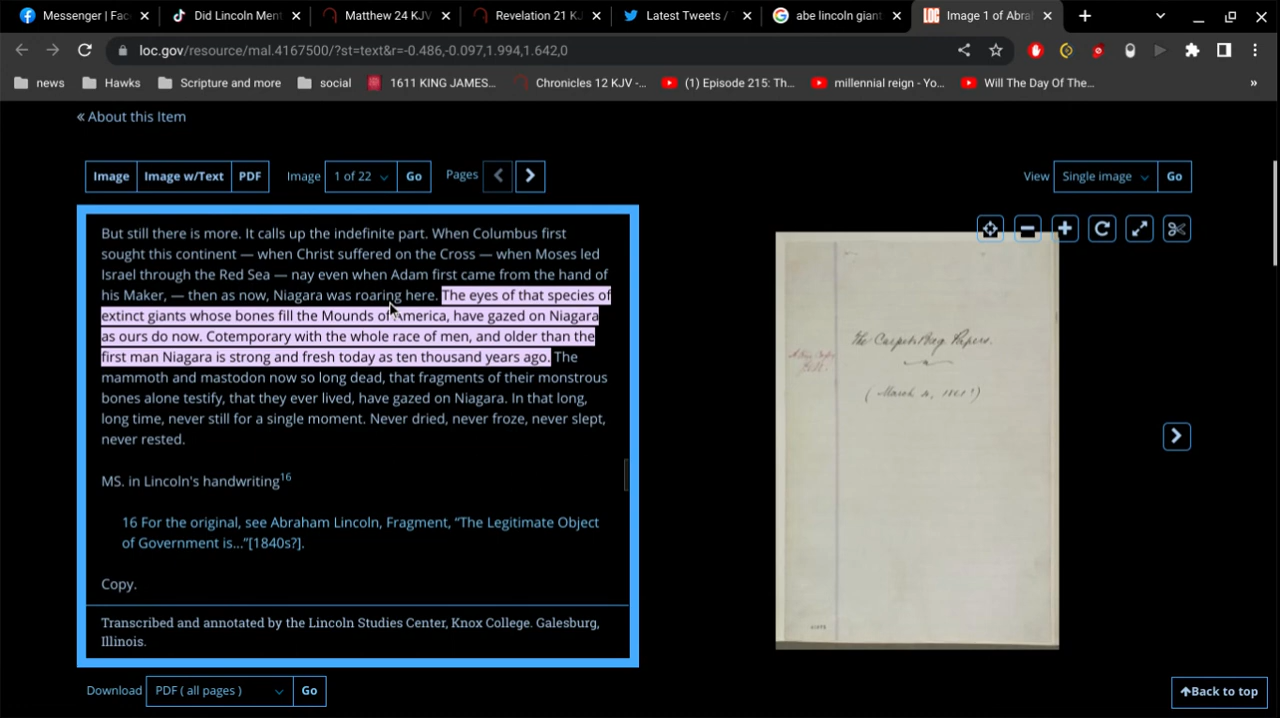 Messenger | Fac
Did Lincoln Ment
Matthew 24 KJV
Revelation 21 KJ
Latest Tweets /
abe lincoln giant
LOC
Image 1 of Abra
loc.gov/resource/mal.4167500/?st=text&r=-0.486,-0.097,1.994,1.642,0
news
Hawks
Scripture and more
social
1611 KING JAMES...
Chronicles 12 KJV -...
(1) Episode 215: Th...
millennial reign - Yo...
Will The Day Of The...
»
« About this Item
Image
Image w/Text
PDF
Image
1 of 22
Go
Pages
View
Single image
Go
But still there is more. It calls up the indefinite part. When Columbus first
sought this continent — when Christ suffered on the Cross — when Moses led
Israel through the Red Sea — nay even when Adam first came from the hand of
his Maker, — then as now, Niagara was roaring here. The eyes of that species of
extinct giants whose bones fill the Mounds of America, have gazed on Niagara
as ours do now. Cotemporary with the whole race of men, and older than the
first man Niagara is strong and fresh today as ten thousand years ago. The
mammoth and mastodon now so long dead, that fragments of their monstrous
bones alone testify, that they ever lived, have gazed on Niagara. In that long,
long time, never still for a single moment. Never dried, never froze, never slept,
never rested.
MS. in Lincoln's handwriting16
16 For the original, see Abraham Lincoln, Fragment, “The Legitimate Object
of Government is...”[1840s?].
Copy.
Transcribed and annotated by the Lincoln Studies Center, Knox College. Galesburg,
Illinois.
The Carpet Bag Papers.
Download
PDF ( all pages )
Go
Back to top